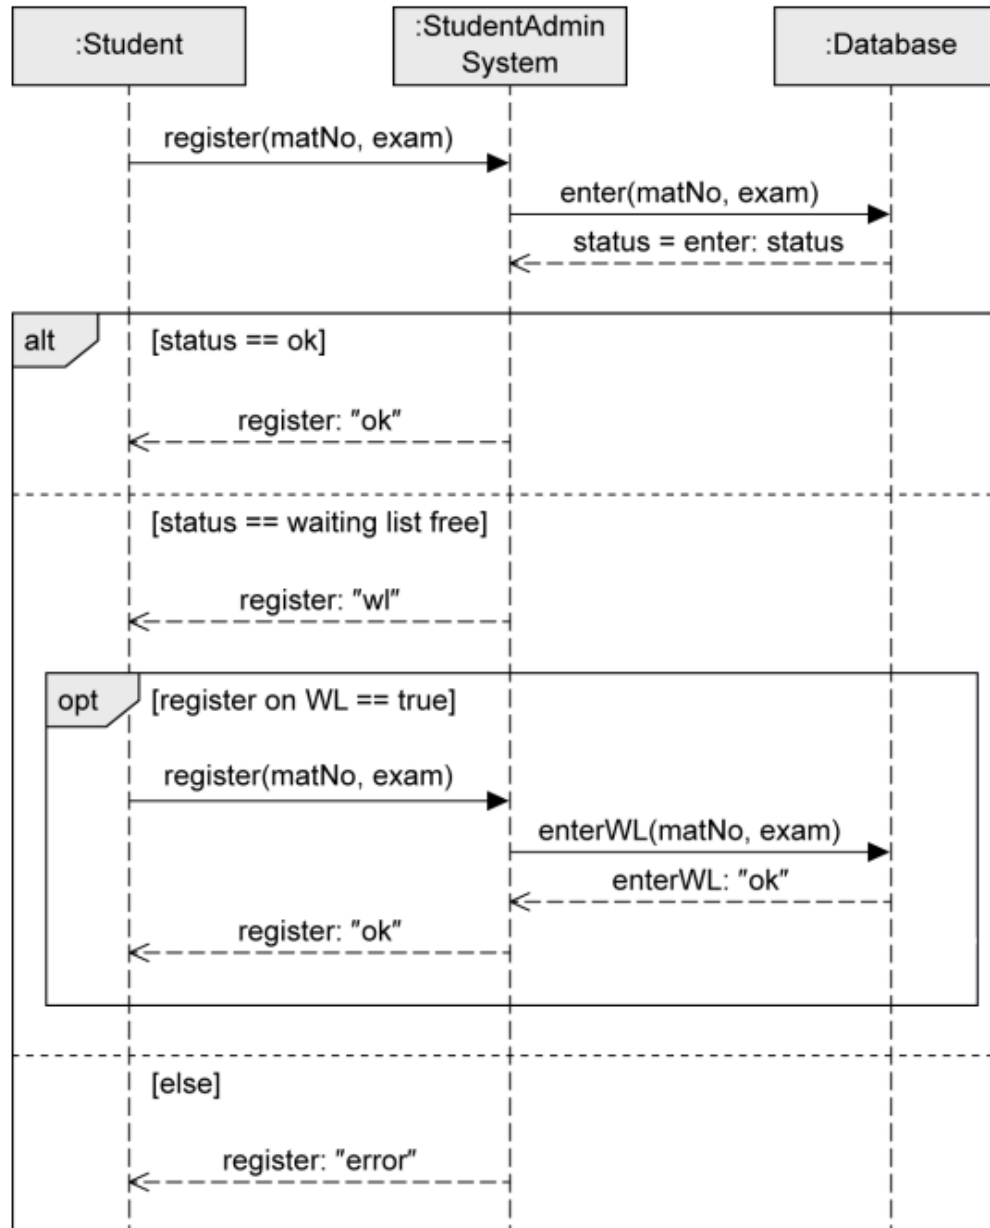 :Student
:StudentAdmin
System
:Database
register(matNo, exam)
enter(matNo, exam)
status = enter: status
alt
[status == ok]
register: "ok"
[status == waiting list free]
register: "wl"
opt
[register on WL == true]
register(matNo, exam)
enterWL(matNo, exam)
enterWL: "ok"
register: "ok"
[else]
register: "error"